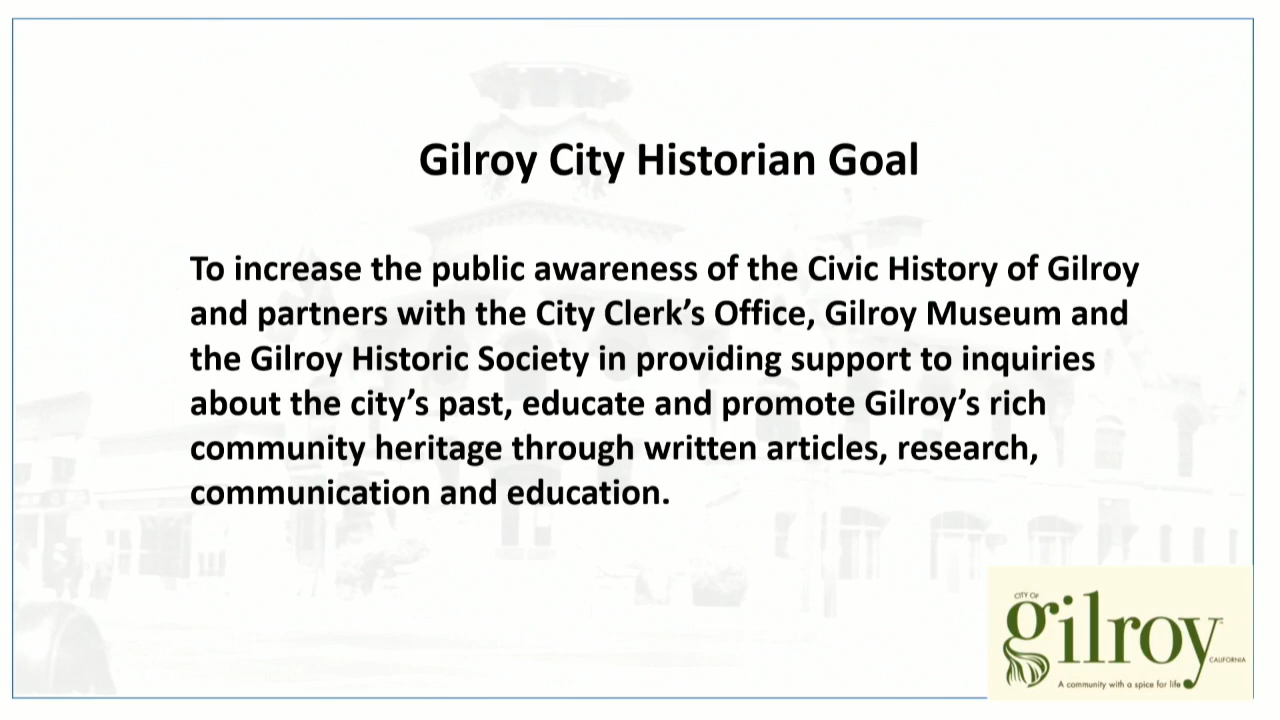 Gilroy City Historian Goal
To increase the public awareness of the Civic History of Gilroy
and partners with the City Clerk’s Office, Gilroy Museum and
the Gilroy Historic Society in providing support to inquiries
about the city’s past, educate and promote Gilroy’s rich
community heritage through written articles, research,
communication and education.
CITY OF
gilroy
CALIFORNIA
A community with a spice for life